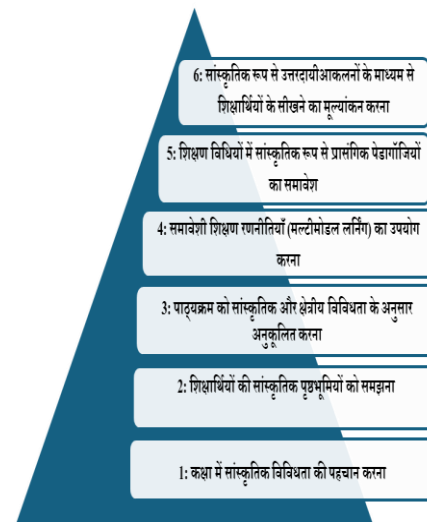 6: सांस्कृतिक रूप से उत्तरदायीआकलनों के माध्यम से
शिक्षार्थियों के सीखने का मूल्यांकन करना
5: शिक्षण विधियों में सांस्कृतिक रूप से प्रासंगिक पेडागॉजियों
का समावेश
4: समावेशी शिक्षण रणनीतियाँ (मल्टीमोडल लर्निंग) का उपयोग
करना
3: पाठ्यक्रम को सांस्कृतिक और क्षेत्रीय विविधता के अनुसार
अनुकूलित करना
2: शिक्षार्थियों की सांस्कृतिक पृष्ठभूमियों को समझना
1: कक्षा में सांस्कृतिक विविधता की पहचान करना